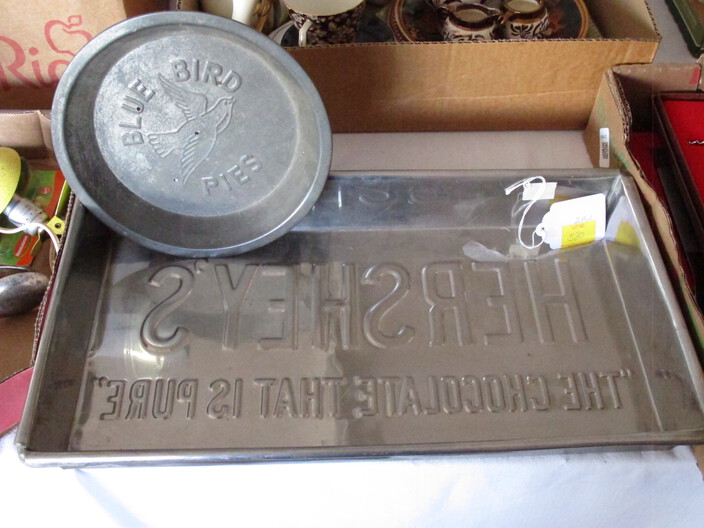 BLUE BIRD
PIES
HERSHEY'S
"THE CHOCOLATE THAT IS PURE"